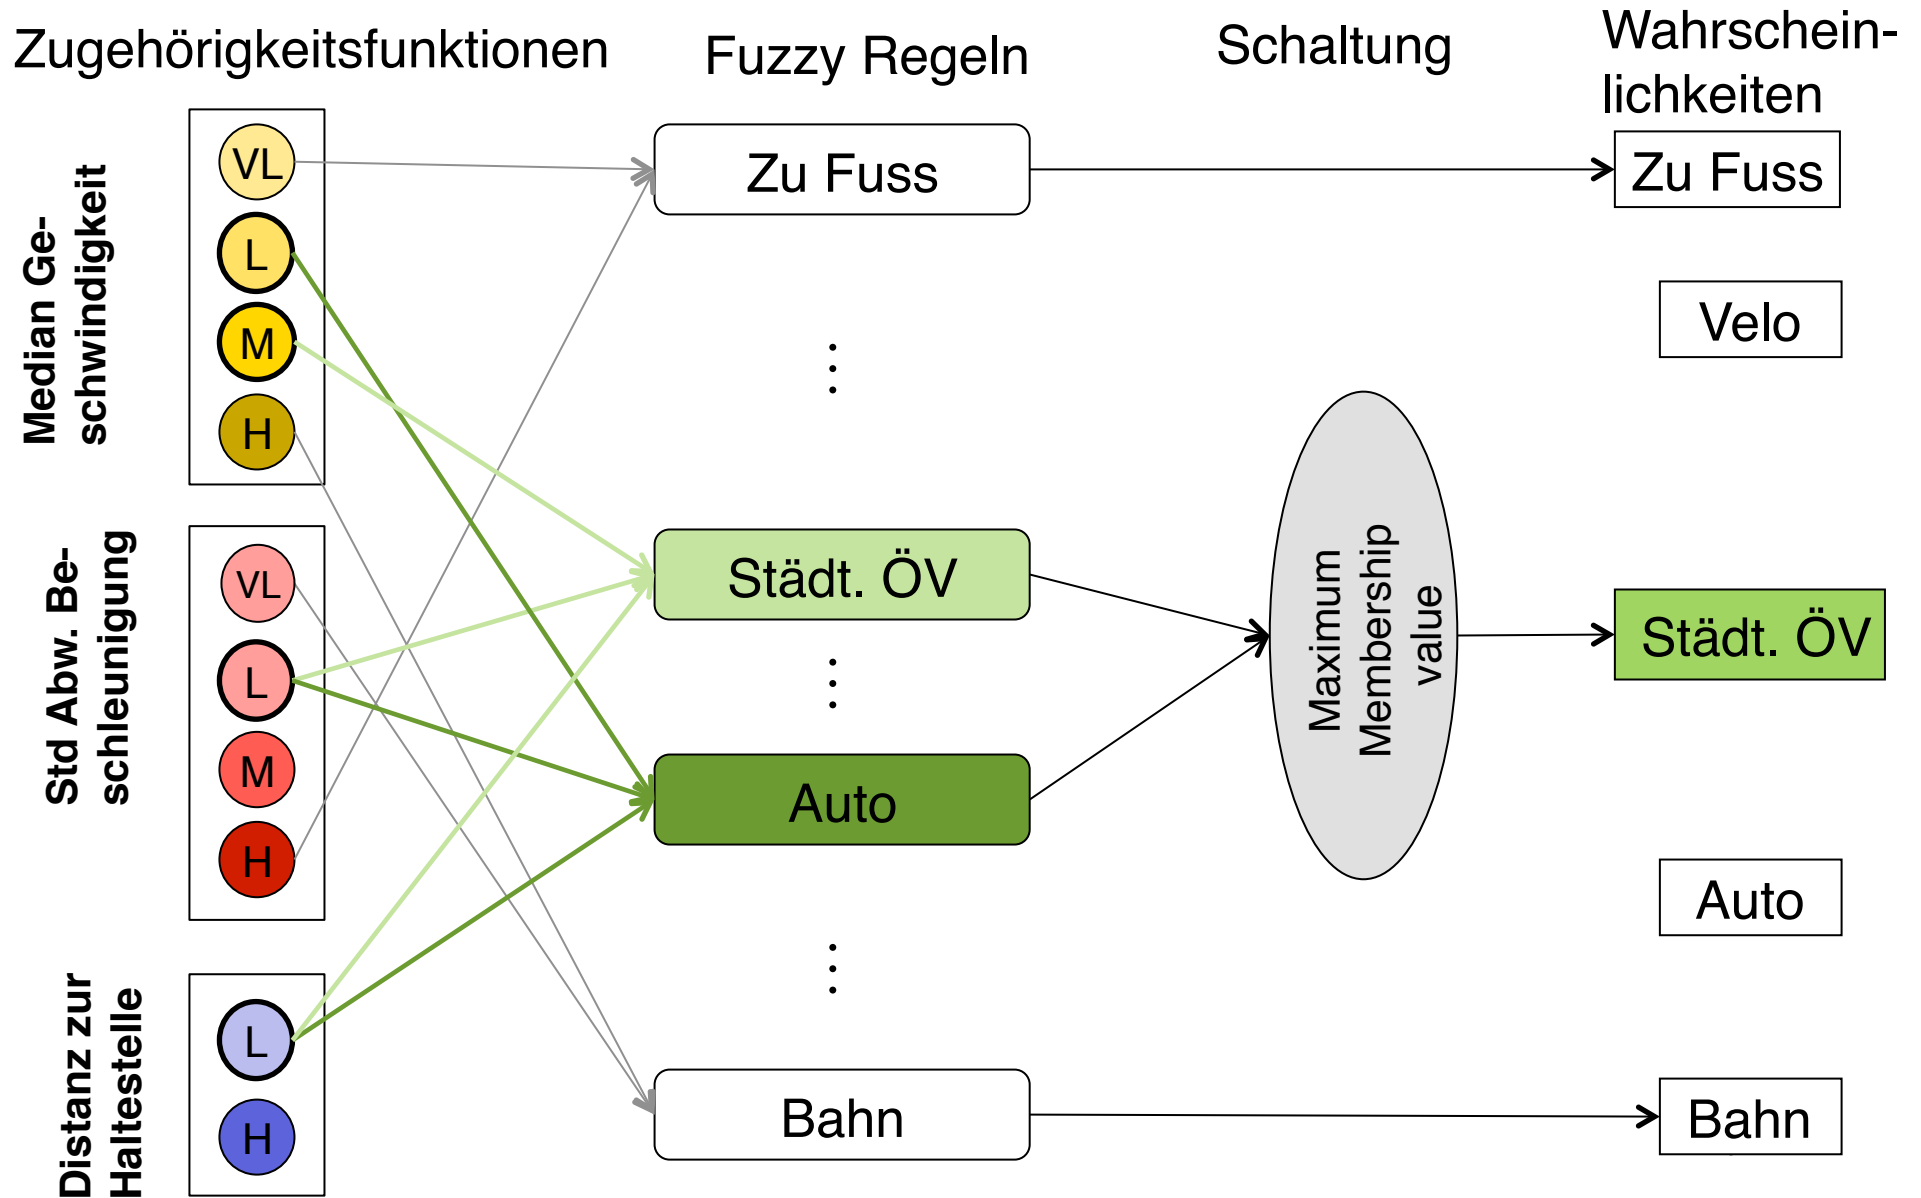 Zugehörigkeitsfunktionen
Fuzzy Regeln
Schaltung
Wahrschein-
lichkeiten
Median Ge-
schwindigkeit
VL
L
M
H
Std Abw. Be-
schleunigung
VL
L
M
H
Distanz zur
Haltestelle
L
H
Zu Fuss
...
Städt. ÖV
...
Auto
...
Bahn
Maximum
Membership
value
Zu Fuss
Velo
Städt. ÖV
Auto
Bahn